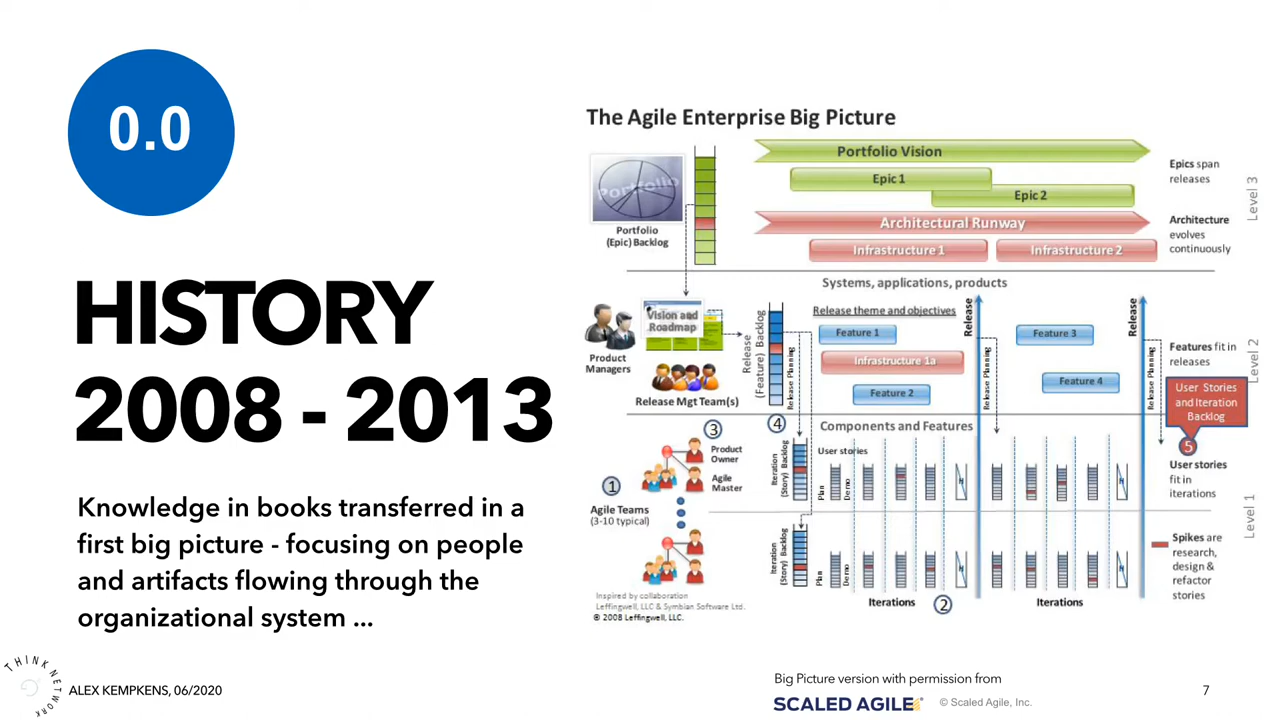 0.0
HISTORY
2008 - 2013
Knowledge in books transferred in a
first big picture - focusing on people
and artifacts flowing through the
organizational system ...
THINK NETWORK
ALEX KEMPKENS, 06/2020
The Agile Enterprise Big Picture
Portfolio
Portfolio
(Epic) Backlog
Portfolio Vision
Epic 1
Epic 2
Epics span
releases
Architectural Runway
Infrastructure 1
Infrastructure 2
Architecture
evolves
continuously
Level 3
Systems, applications, products
Product
Managers
Vision and
Roadmap
Release Mgt Team(s)
Release
(Feature) Backlog
Release Planning
Release theme and objectives
Feature 1
Infrastructure 1a
Feature 2
Release
Release Planning
Feature 3
Feature 4
Release
Release Planning
Features fit in
releases
Level 2
User Stories
and Iteration
Backlog
5
Components and Features
1
Agile Teams
(3-10 typical)
3
Product
Owner
Agile
Master
4
Iteration
(Story) Backlog
User stories
Plan
Demo
H
H
User stories
fit in
iterations
Level 1
Iteration
(Story) Backlog
Plan
Demo
H
H
Spikes are
research,
design &
refactor
stories
Iterations
2
Iterations
Inspired by collaboration
Leffingwell, LLC & Symbian Software Ltd.
© 2008 Leffingwell, LLC.
Big Picture version with permission from
SCALED AGILE
© Scaled Agile, Inc.
7